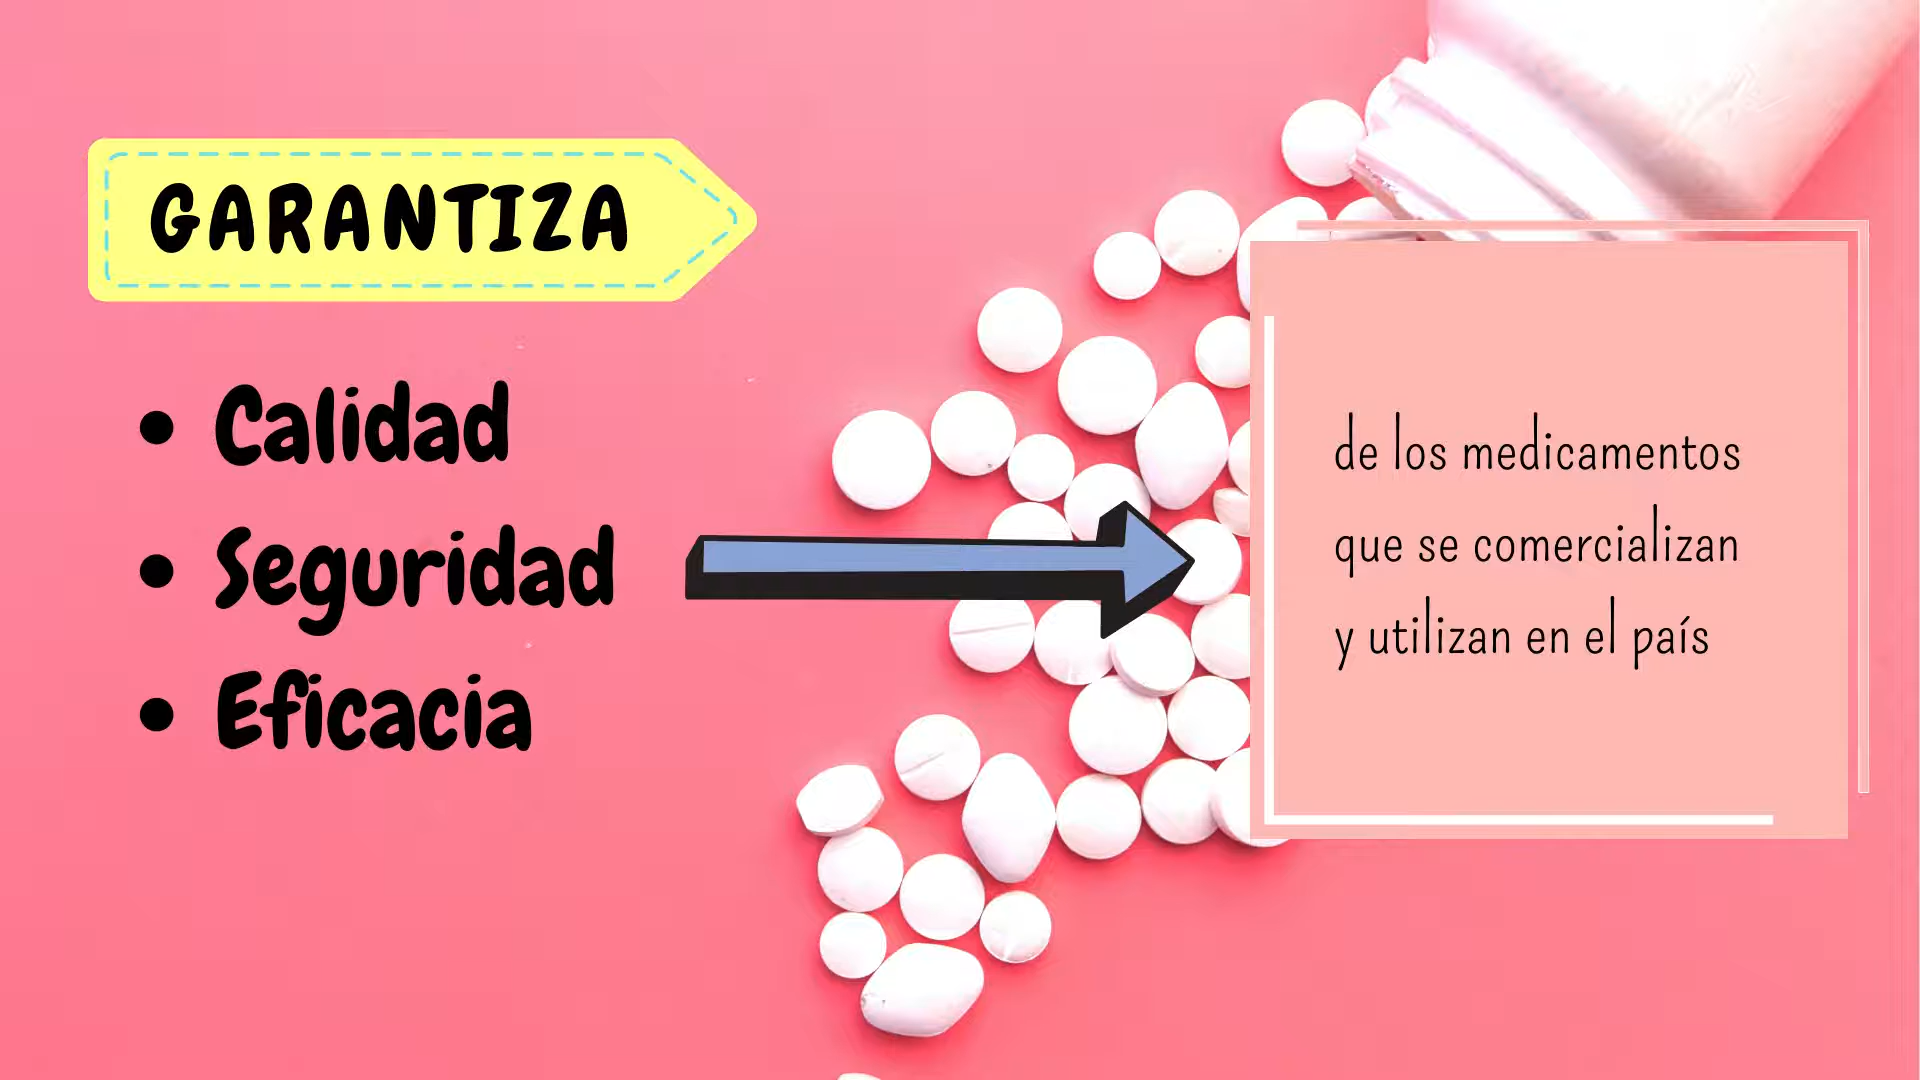 GARANTIZA
• Calidad
• Seguridad
• Eficacia
de los medicamentos
que se comercializan
y utilizan en el país